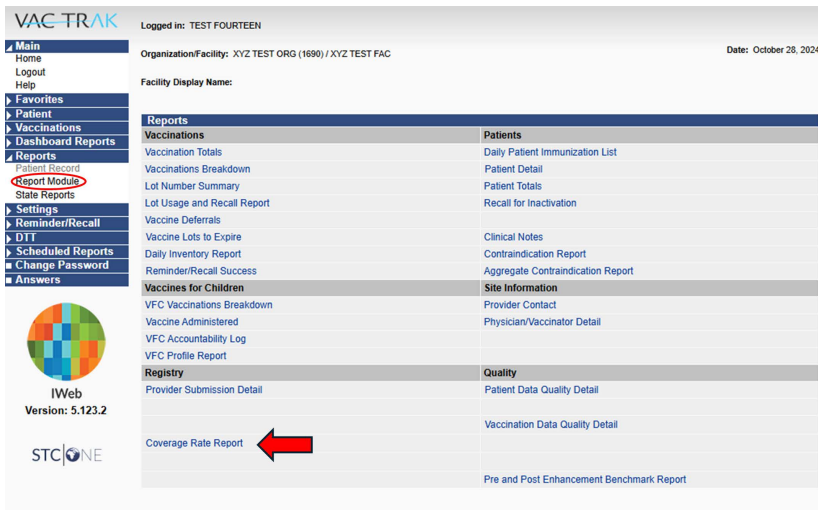 VAC TRAK
Logged in: TEST FOURTEEN
Organization/Facility: XYZ TEST ORG (1690) / XYZ TEST FAC
Date: October 28, 2024
Facility Display Name:
Main
Home
Logout
Help
Favorites
Patient
Vaccinations
Dashboard Reports
Reports
Patient Record
Report Module
State Reports
Settings
Reminder/Recall
DTT
Scheduled Reports
Change Password
Answers
IWeb
Version: 5.123.2
STC|ONE
Reports
Vaccinations
Patients
Vaccination Totals
Daily Patient Immunization List
Vaccinations Breakdown
Patient Detail
Lot Number Summary
Patient Totals
Lot Usage and Recall Report
Recall for Inactivation
Vaccine Deferrals
Vaccine Lots to Expire
Clinical Notes
Daily Inventory Report
Contraindication Report
Reminder/Recall Success
Aggregate Contraindication Report
Vaccines for Children
Site Information
VFC Vaccinations Breakdown
Provider Contact
Vaccine Administered
Physician/Vaccinator Detail
VFC Accountability Log
VFC Profile Report
Registry
Quality
Provider Submission Detail
Patient Data Quality Detail
Vaccination Data Quality Detail
Coverage Rate Report
Pre and Post Enhancement Benchmark Report